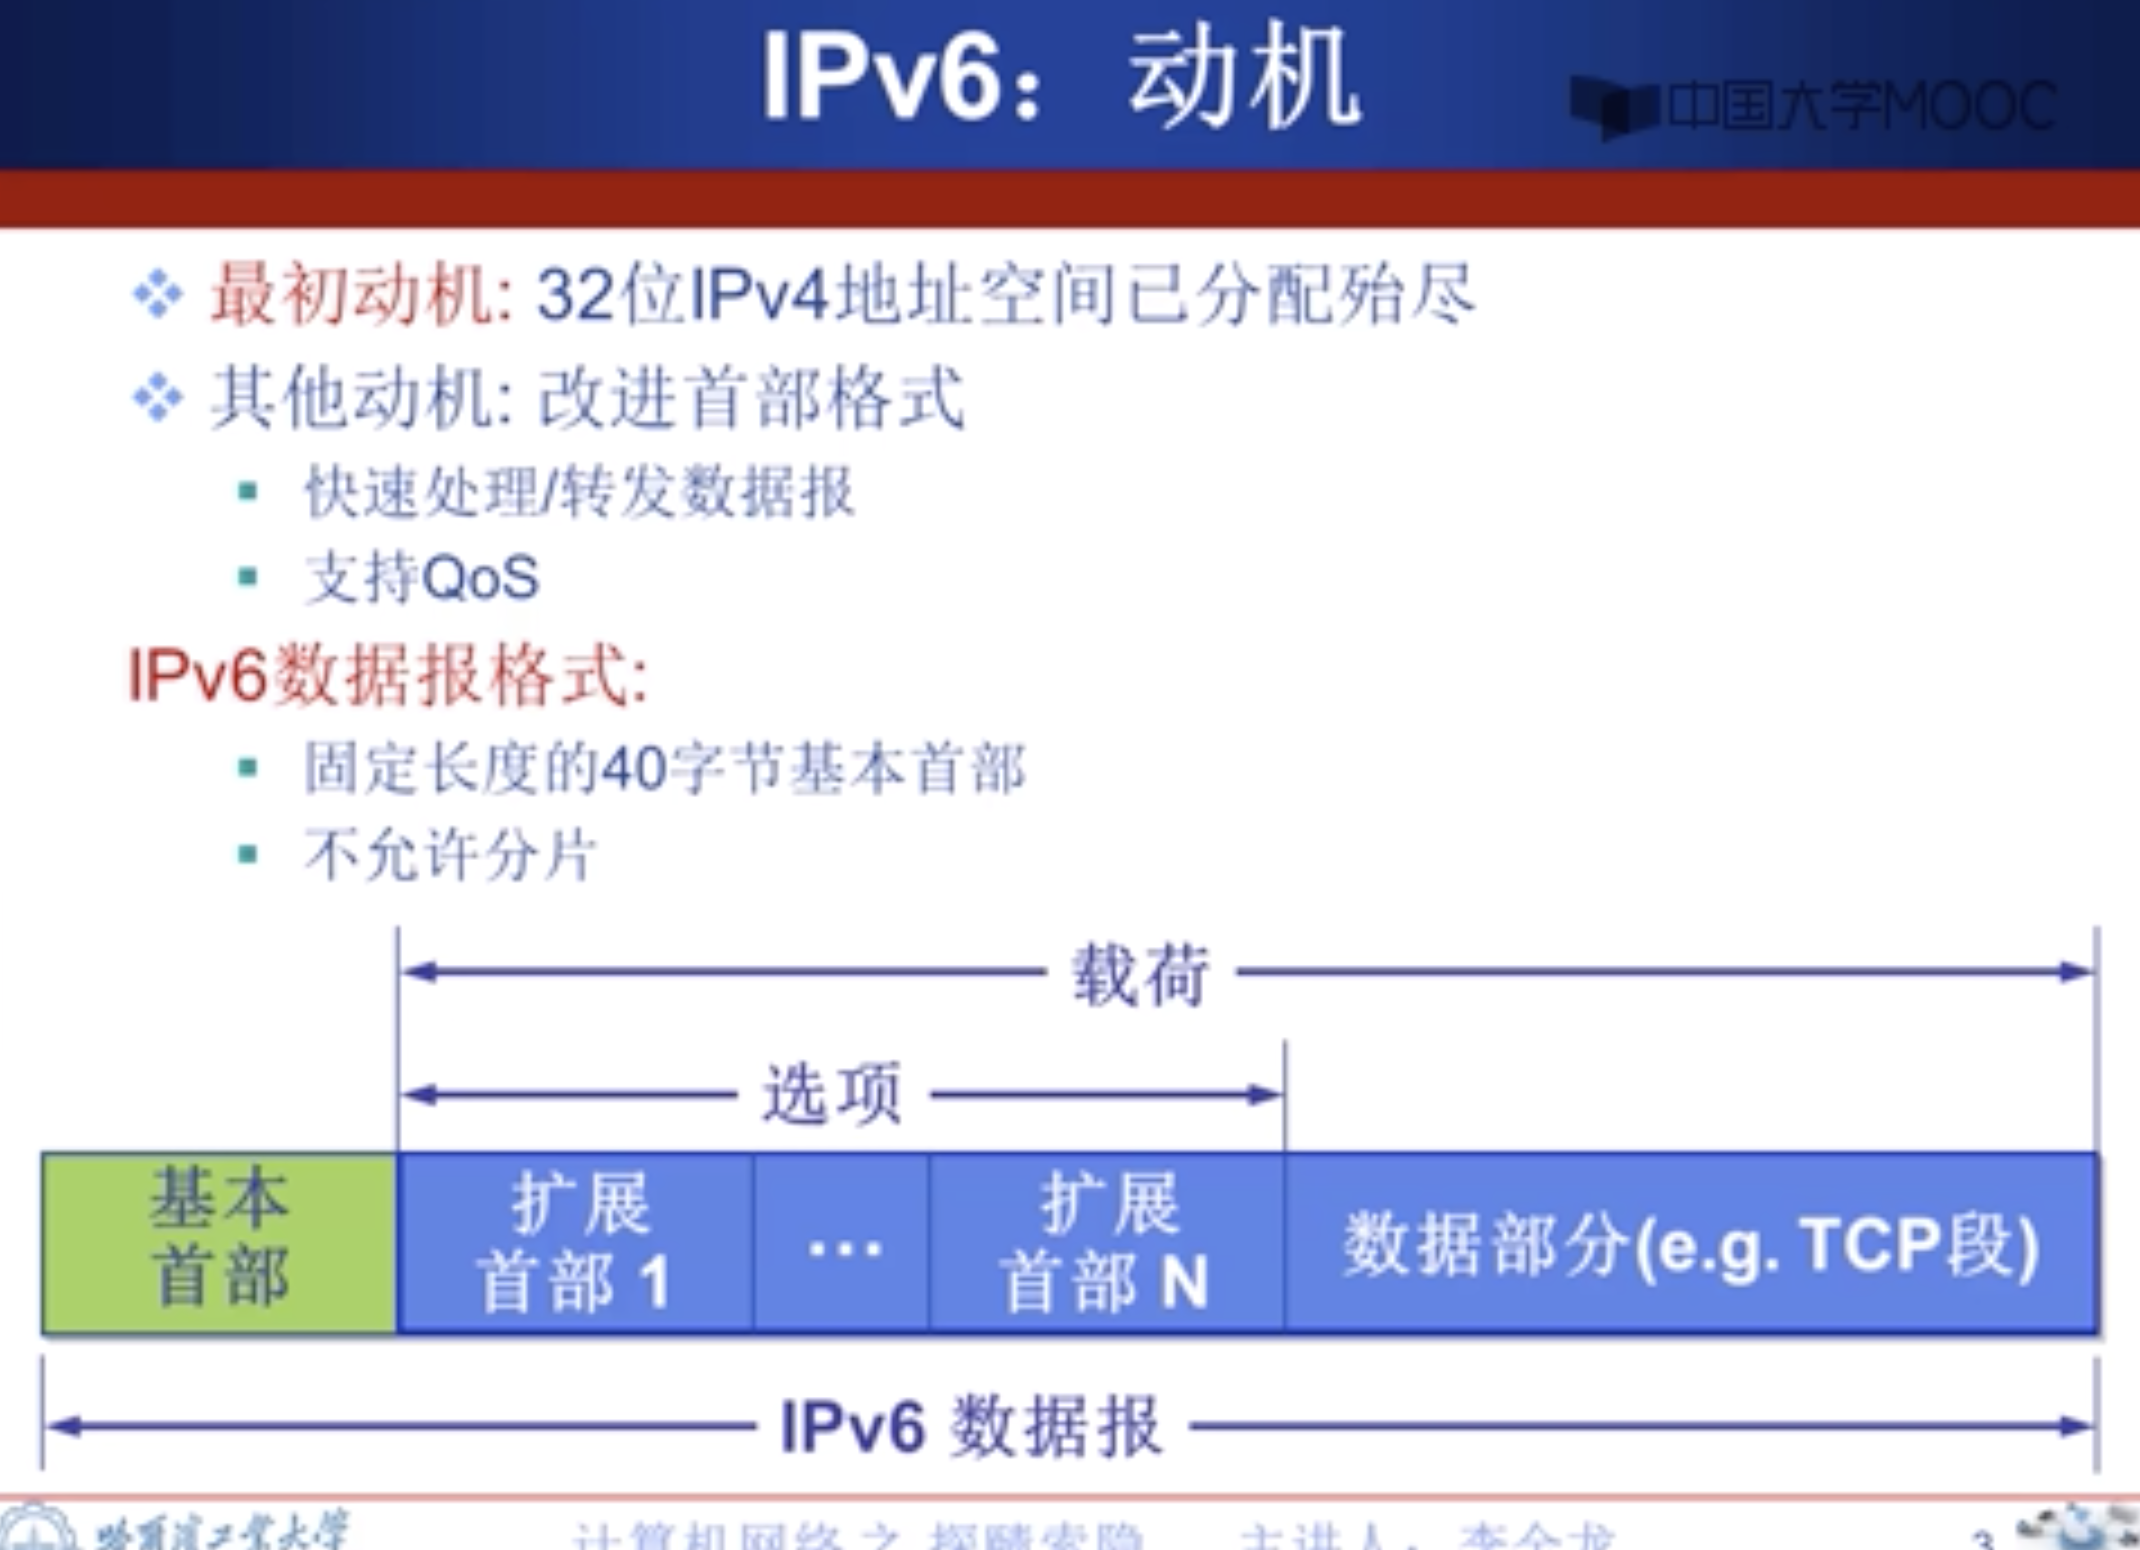 IPv6：动机
中国大学MOOC
最初动机: 32位IPv4地址空间已分配殆尽
其他动机: 改进首部格式
快速处理/转发数据报
支持QoS
IPv6数据报格式:
固定长度的40字节基本首部
不允许分片
载荷
选项
基本
首部
扩展
首部 1
...
扩展
首部 N
数据部分(e.g. TCP段)
IPv6 数据报
哈爾濱工業大學
计算机网络之 探赜索隐
主讲人：李全龙
3